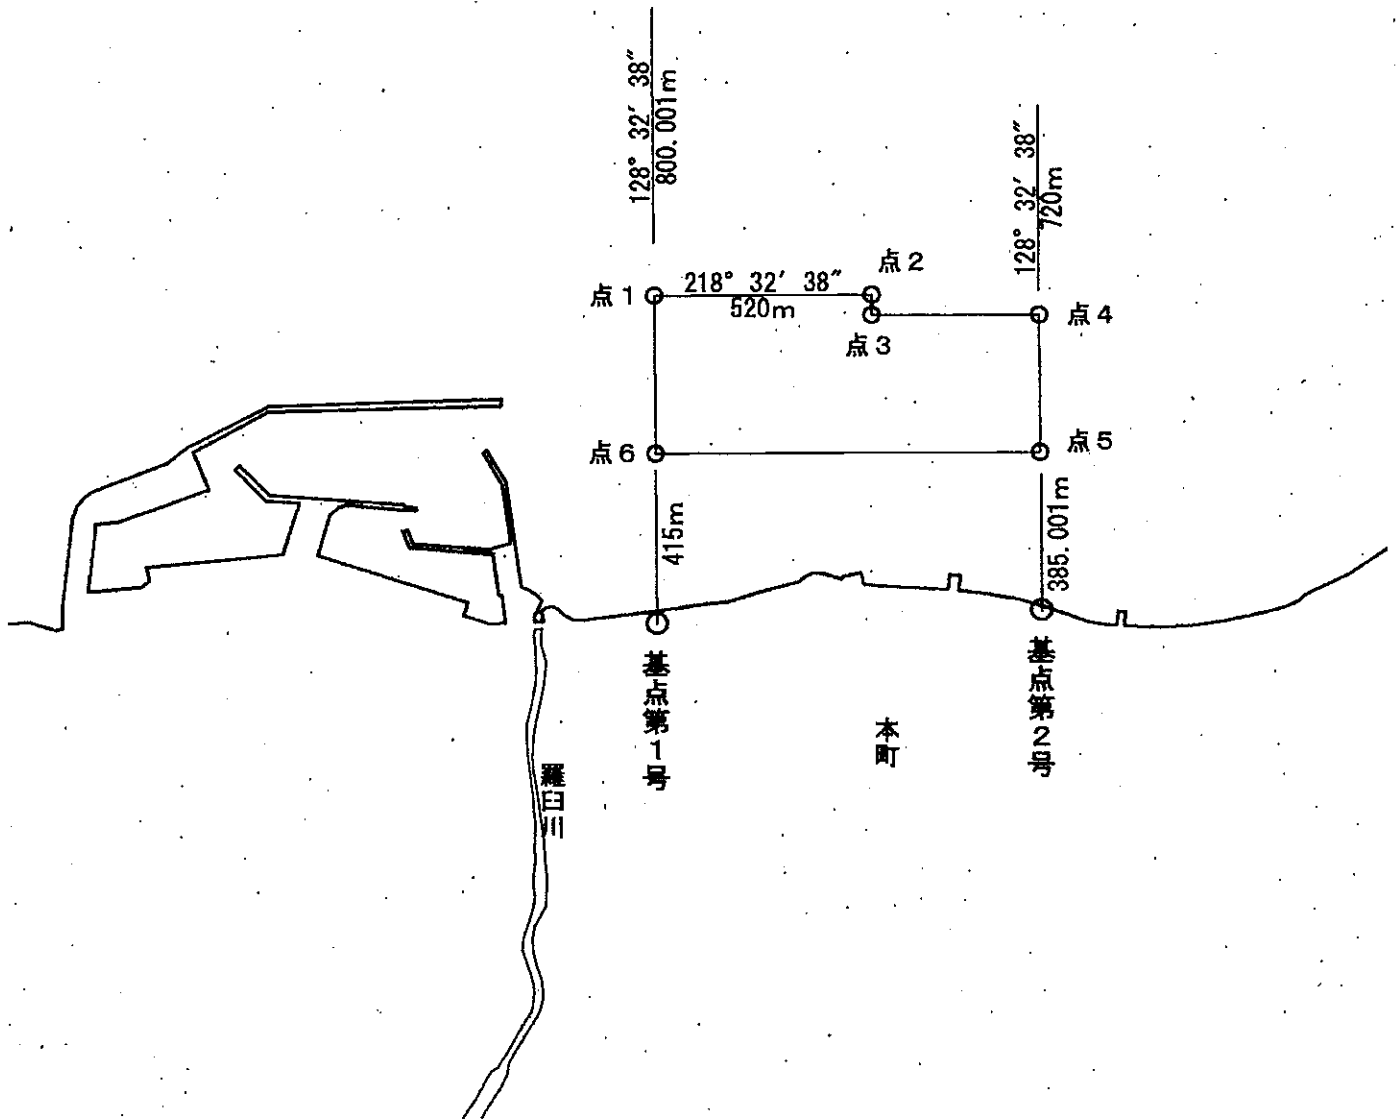 128° 32′ 38″
800.001m
128° 32′ 38″
720m
点2
218° 32′ 38″
点1
520m
点4
点3
点6
点5
415m
385.001m
基点第1号
基点第2号
本町
羅臼川